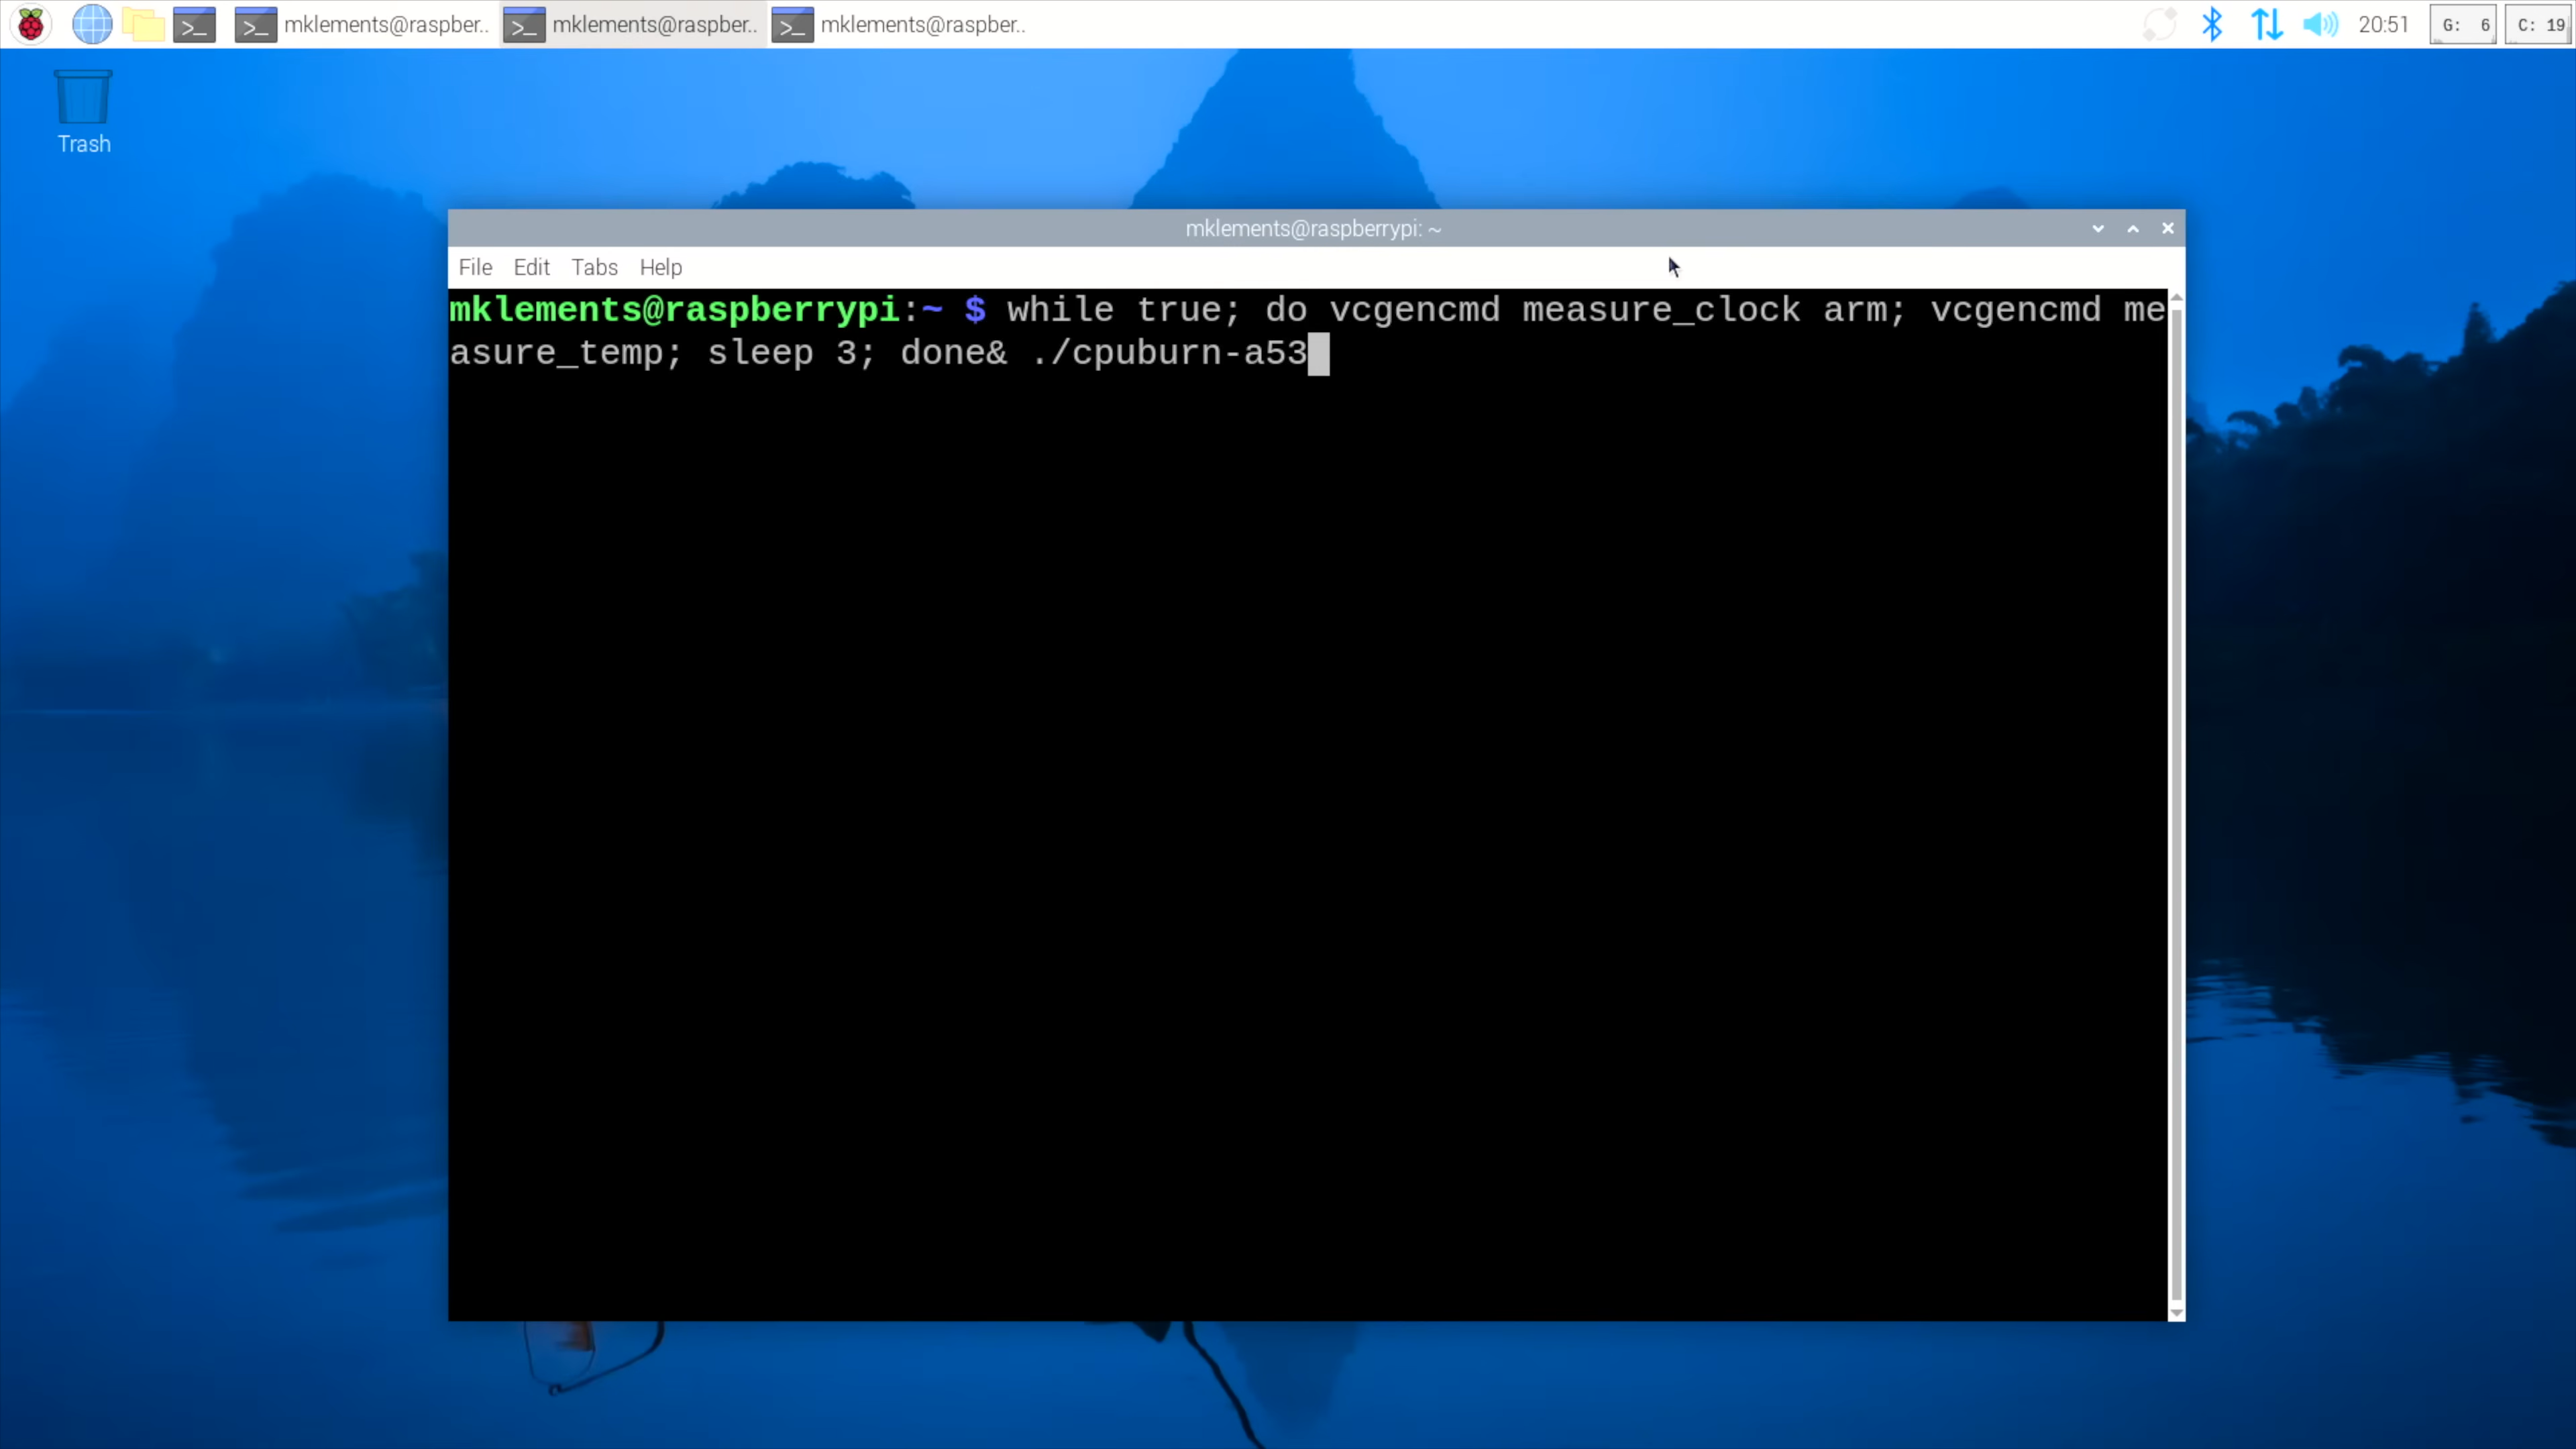 mklements@raspber.. mklements@raspber.. mklements@raspber.. 20:51 G: 6 C: 19
Trash
mklements@raspberrypi: ~
File Edit Tabs Help
mklements@raspberrypi:~ $ while true; do vcgencmd measure_clock arm; vcgencmd me
asure_temp; sleep 3; done& ./cpuburn-a53